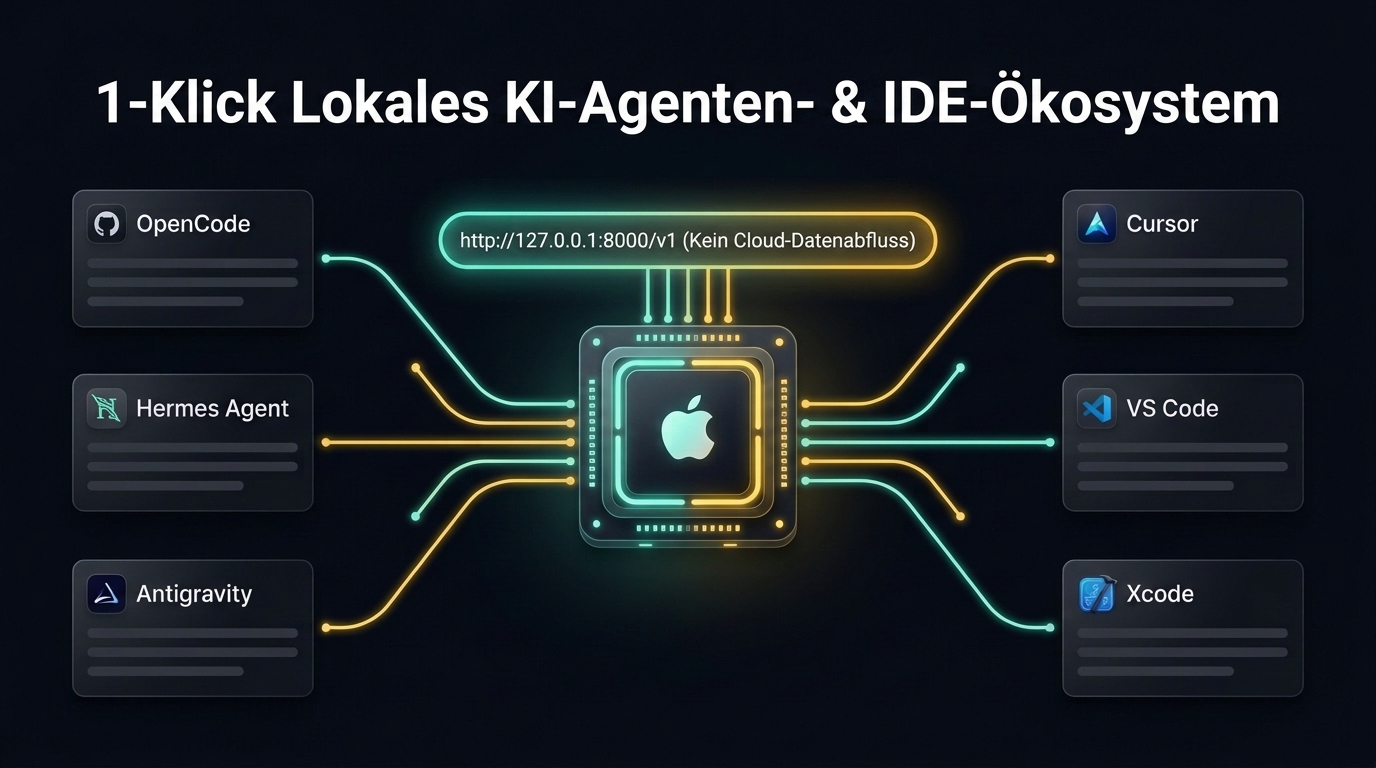 1-Klick Lokales KI-Agenten- & IDE-Ökosystem
http://127.0.0.1:8000/v1 (Kein Cloud-Datenabfluss)
OpenCode
Hermes Agent
Antigravity
Cursor
VS Code
Xcode